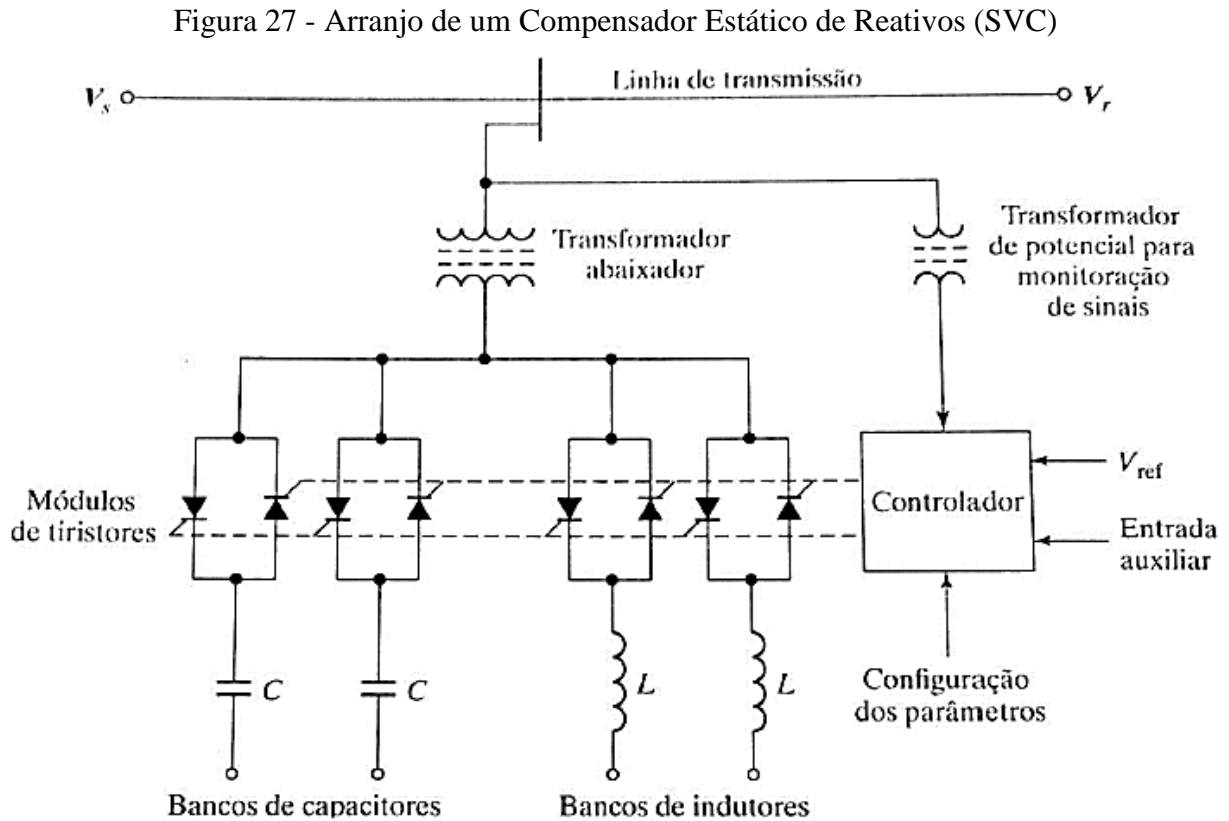 Figura 27 - Arranjo de um Compensador Estático de Reativos (SVC)
Vs
Linha de transmissão
Vr
Transformador
abaixador
Transformador
de potencial para
monitoração
de sinais
Módulos
de tiristores
Controlador
Vref
Entrada
auxiliar
C
C
L
L
Configuração
dos parâmetros
Bancos de capacitores
Bancos de indutores